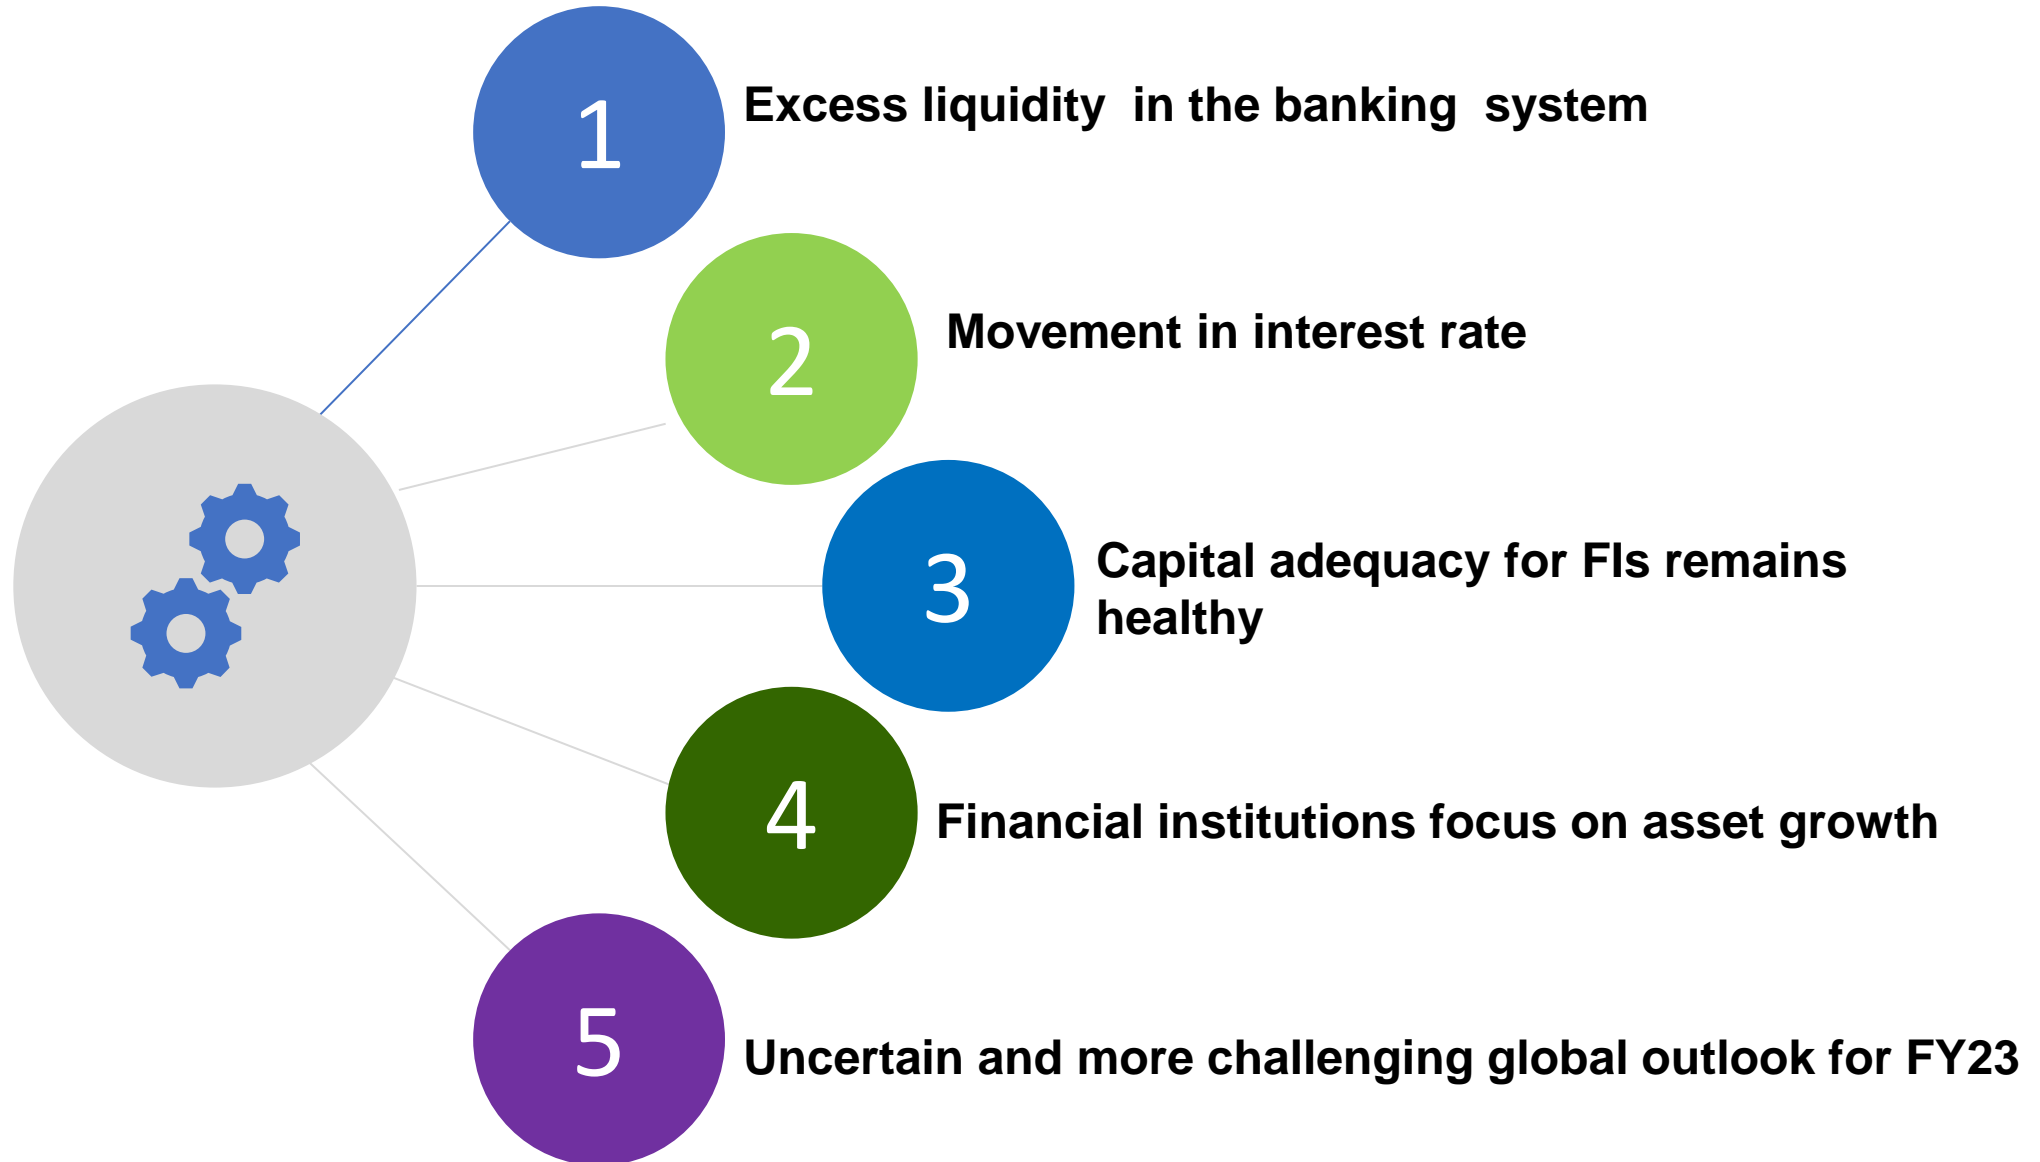 1
Excess liquidity  in the banking  system
2
Movement in interest rate
3
Capital adequacy for FIs remains
healthy
4
Financial institutions focus on asset growth
5
Uncertain and more challenging global outlook for FY23